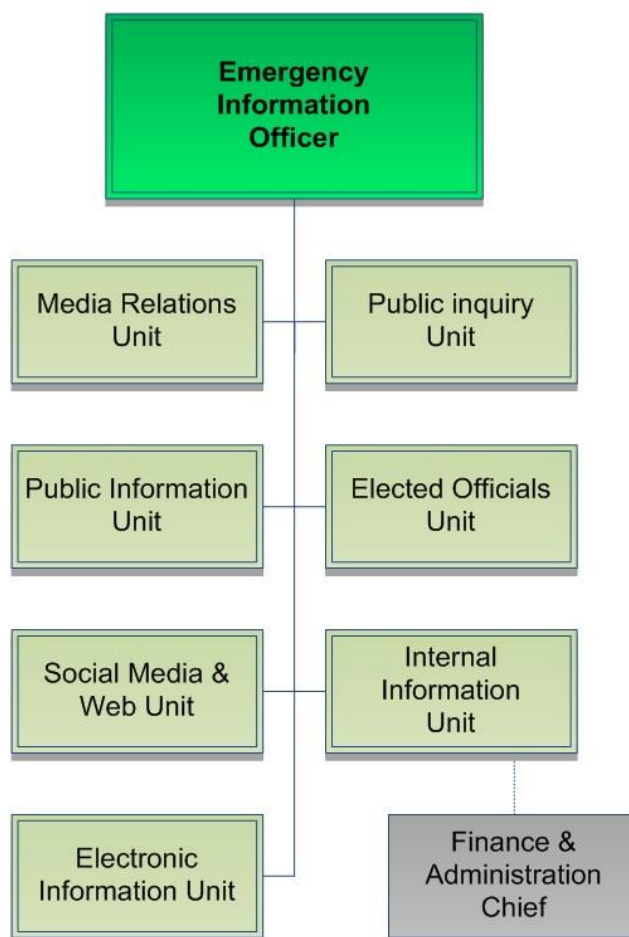 Emergency
Information
Officer
Media Relations
Unit
Public inquiry
Unit
Public Information
Unit
Elected Officials
Unit
Social Media &
Web Unit
Internal
Information
Unit
Electronic
Information Unit
Finance &
Administration
Chief